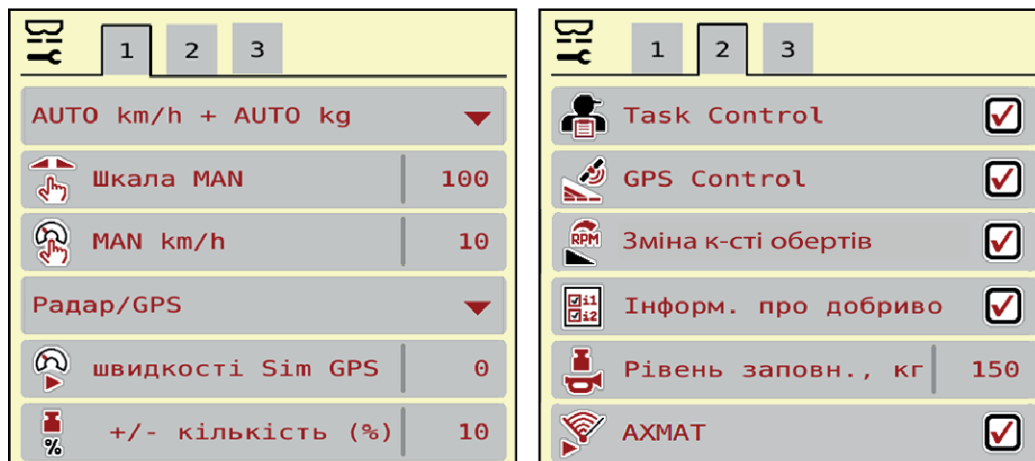 1 2 3
AUTO km/h + AUTO kg
Шкала MAN 100
MAN km/h 10
Радар/GPS
швидкості Sim GPS 0
% +/- кількість (%) 10
1 2 3
Task Control
GPS Control
RPM Зміна к-сті обертів
i1 i2 Інформ. про добриво
Рівень заповн., кг 150
AXMAT